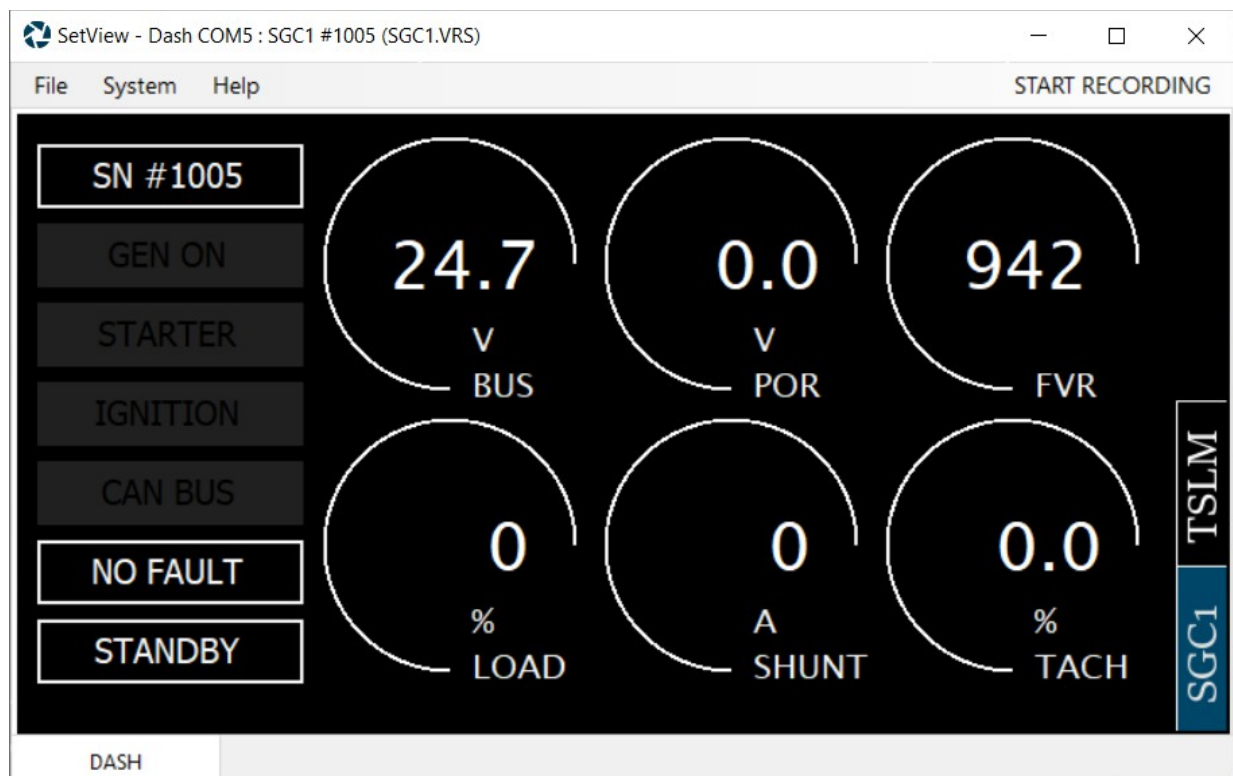 SetView - Dash COM5 : SGC1 #1005 (SGC1.VRS)
File System Help START RECORDING
SN #1005
GEN ON
STARTER
IGNITION
CAN BUS
NO FAULT
STANDBY
24.7
V
BUS
0.0
V
POR
942
FVR
0
%
LOAD
0
A
SHUNT
0.0
%
TACH
TSLM
SGC1
DASH